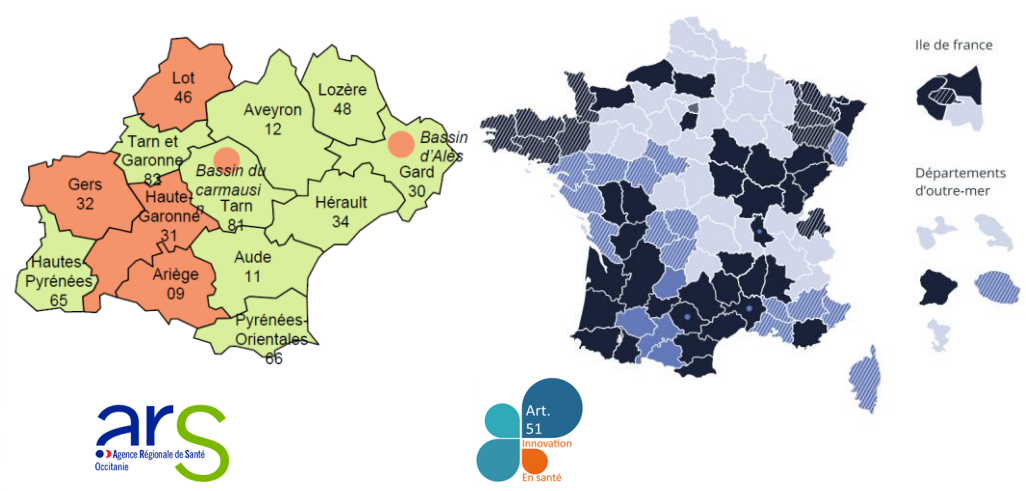 Lot
46
Lozère
48
Aveyron
12
Tarn et
Garonne
83
Bassin
d'Ales
Gard
30
Bassin du
carmausi
n
Tarn
81
Gers
32
Haute-
Garonne
31
Hérault
34
Hautes-
Pyrénées
65
Ariège
09
Aude
11
Pyrénées-
Orientales
66
Ile de france
Départements
d'outre-mer
ars
Agence Régionale de Santé
Occitanie
Art.
51
Innovation
En santé